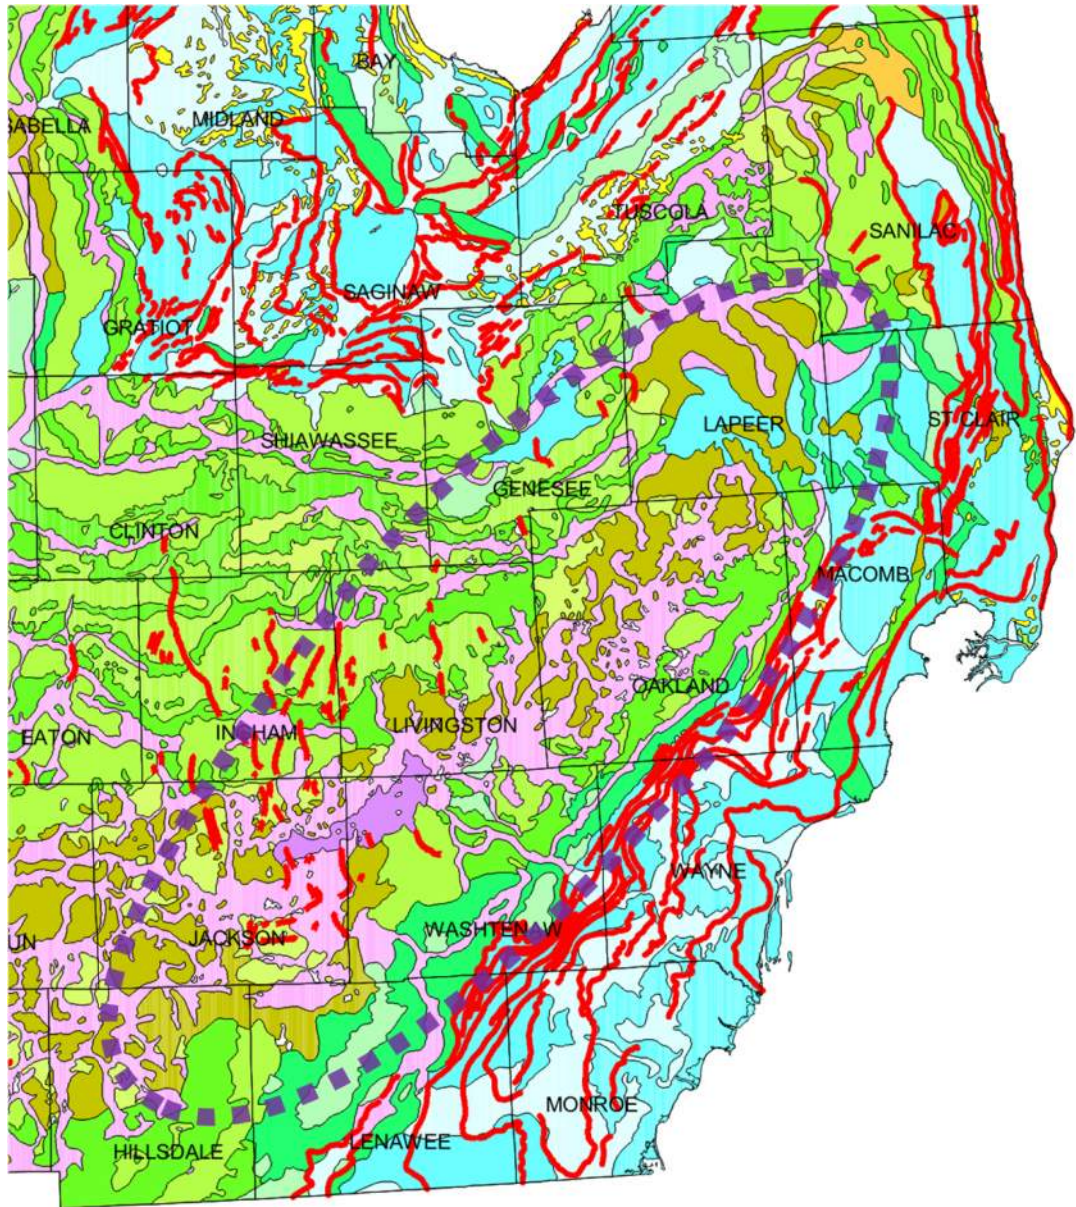 BAY
MIDLAND
SABELLA
TUSCOLA
SANILAC
SAGINAW
GRATIOT
LAPEER
ST CLAIR
SHIAWASSEE
GENESEE
CLINTON
MACOMB
OAKLAND
LIVINGSTON
INGHAM
EATON
WAYNE
WASHTENAW
JACKSON
UN
MONROE
LENAWEE
HILLSDALE